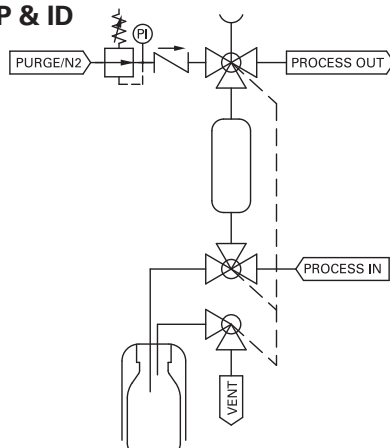 P & ID
PI
PURGE/N2
PROCESS OUT
PROCESS IN
VENT